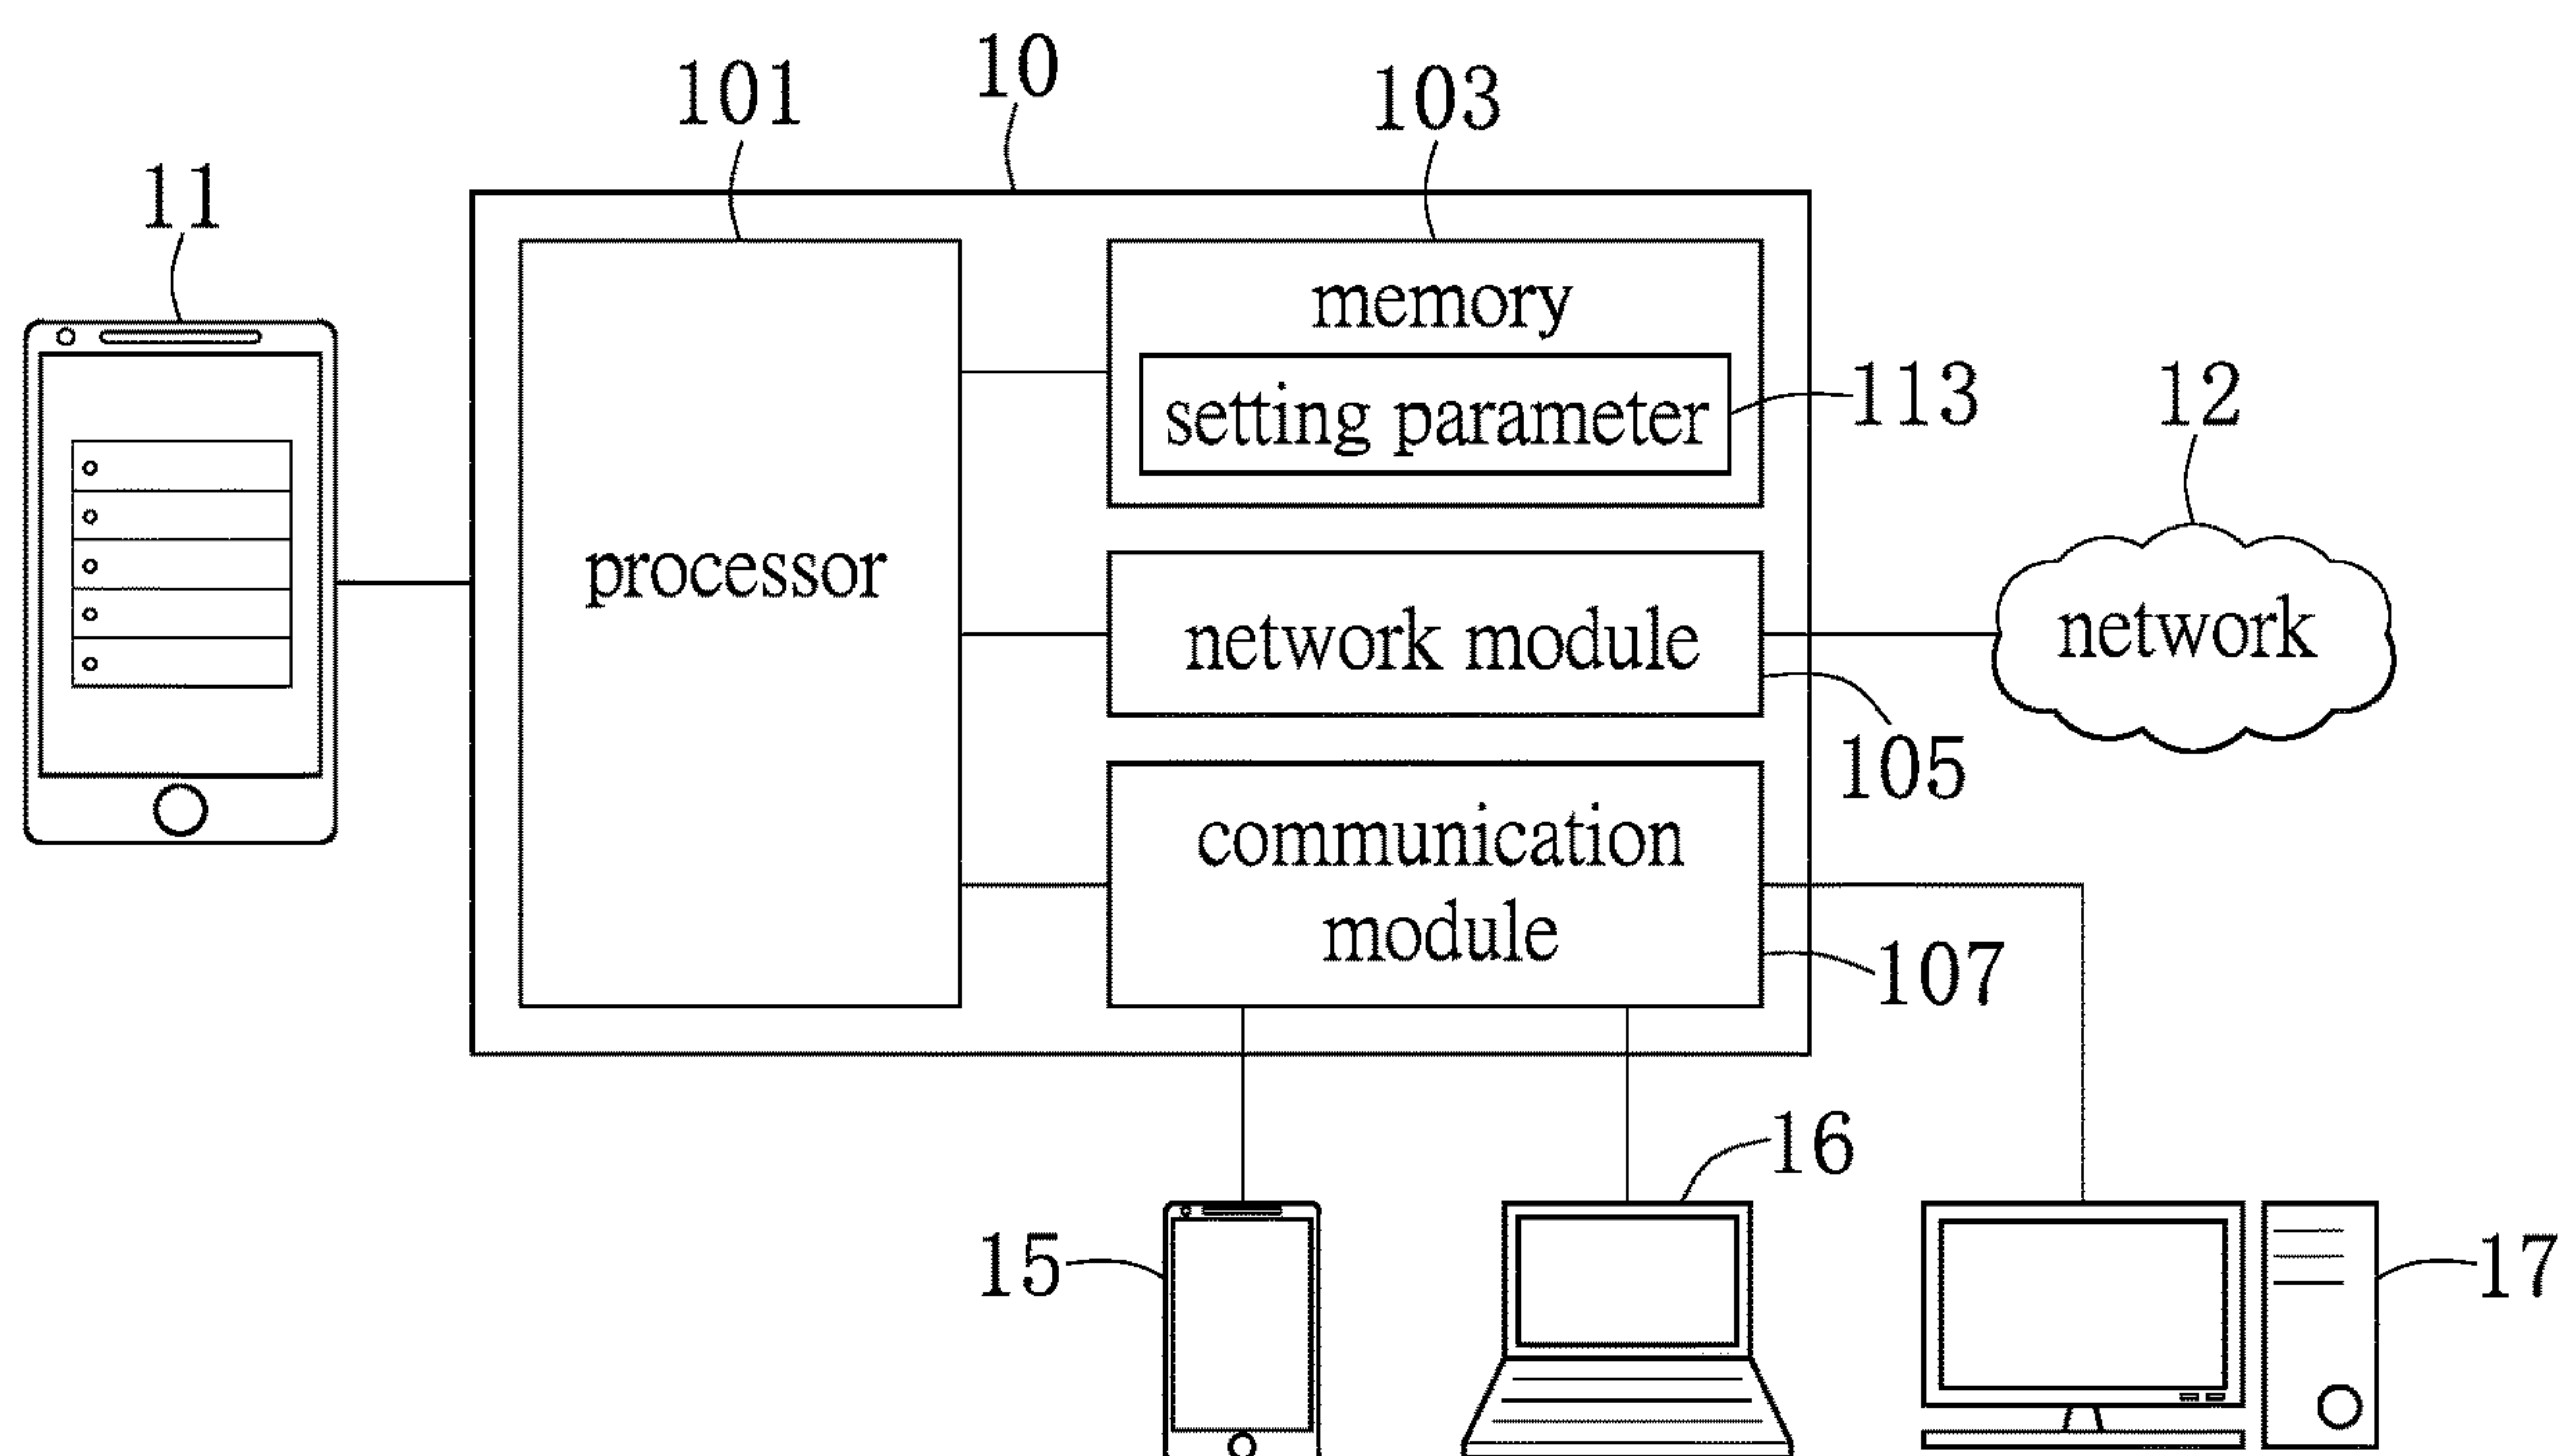 10
101
103
11
memory
setting parameter
113
12
processor
network module
network
105
communication
module
107
16
15
17